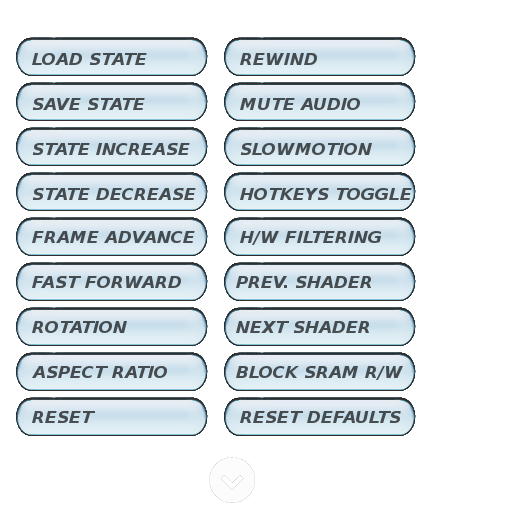 LOAD STATE
SAVE STATE
STATE INCREASE
STATE DECREASE
FRAME ADVANCE
FAST FORWARD
ROTATION
ASPECT RATIO
RESET
REWIND
MUTE AUDIO
SLOWMOTION
HOTKEYS TOGGLE
H/W FILTERING
PREV. SHADER
NEXT SHADER
BLOCK SRAM R/W
RESET DEFAULTS